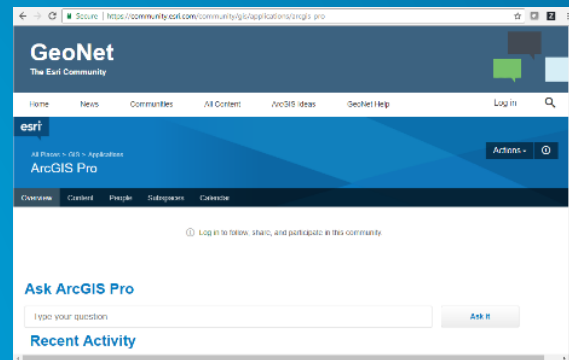 Secure | https://community.esri.com/community/gis/applications/arcgis-pro
GeoNet
The Esri Community
Home News Communities All Content ArcGIS Ideas GeoNet Help Log in
esri
All Places > GIS > Applications
ArcGIS Pro
Actions
Overview Content People Subspaces Calendar
Log in to follow, share, and participate in this community.
Ask ArcGIS Pro
Type your question Ask it
Recent Activity